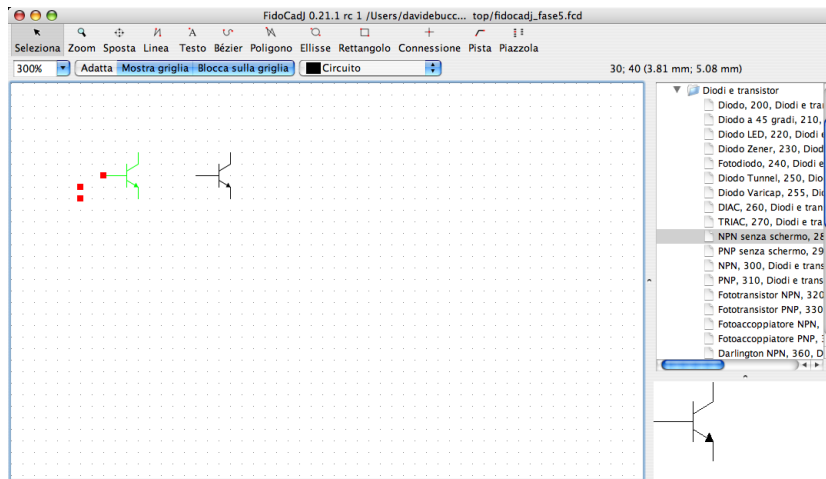 FidoCadJ 0.21.1 rc 1 /Users/davidebucc... top/fidocadj_fase5.fcd
Seleziona Zoom Sposta Linea Testo Bézier Poligono Ellisse Rettangolo Connessione Pista Piazzola
300% Adatta Mostra griglia Blocca sulla griglia Circuito 30; 40 (3.81 mm; 5.08 mm)
Diodi e transistor
Diodo, 200, Diodi e tra
Diodo a 45 gradi, 210,
Diodo LED, 220, Diodi e
Diodo Zener, 230, Diod
Fotodiodo, 240, Diodi e
Diodo Tunnel, 250, Dio
Diodo Varicap, 255, Dio
DIAC, 260, Diodi e tran
TRIAC, 270, Diodi e tra
NPN senza schermo, 28
PNP senza schermo, 29
NPN, 300, Diodi e trans
PNP, 310, Diodi e trans
Fototransistor NPN, 320
Fototransistor PNP, 330
Fotoaccoppiatore NPN,
Fotoaccoppiatore PNP,
Darlington NPN, 360, D